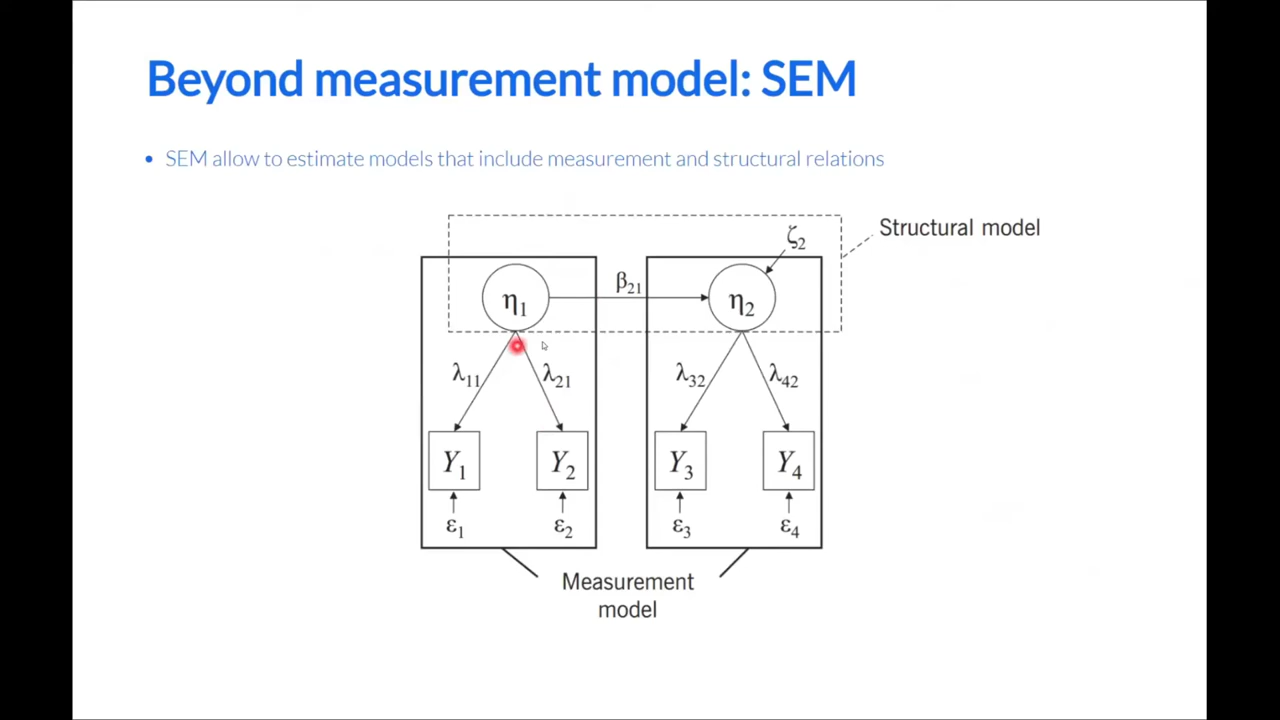 Beyond measurement model: SEM
• SEM allow to estimate models that include measurement and structural relations
Structural model
ζ2
β21
η1
η2
λ11
λ21
λ32
λ42
Y1
Y2
Y3
Y4
ε1
ε2
ε3
ε4
Measurement
model